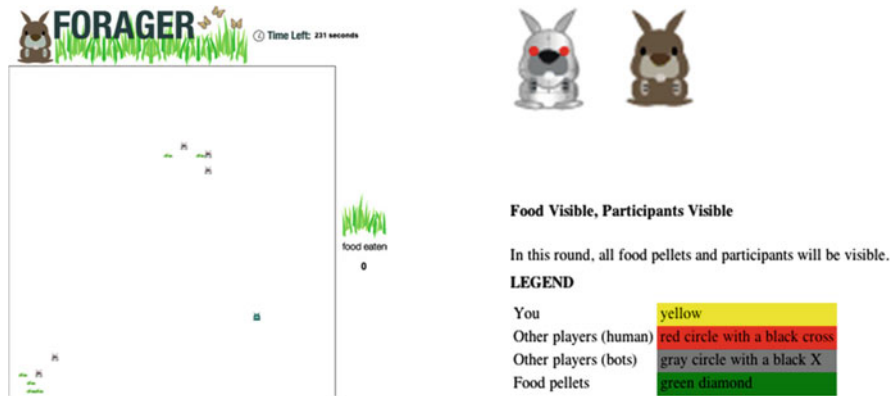 FORAGER
Time Left: 231 seconds
food eaten
0
Food Visible, Participants Visible
In this round, all food pellets and participants will be visible.
LEGEND
You yellow
Other players (human) red circle with a black cross
Other players (bots) gray circle with a black X
Food pellets green diamond